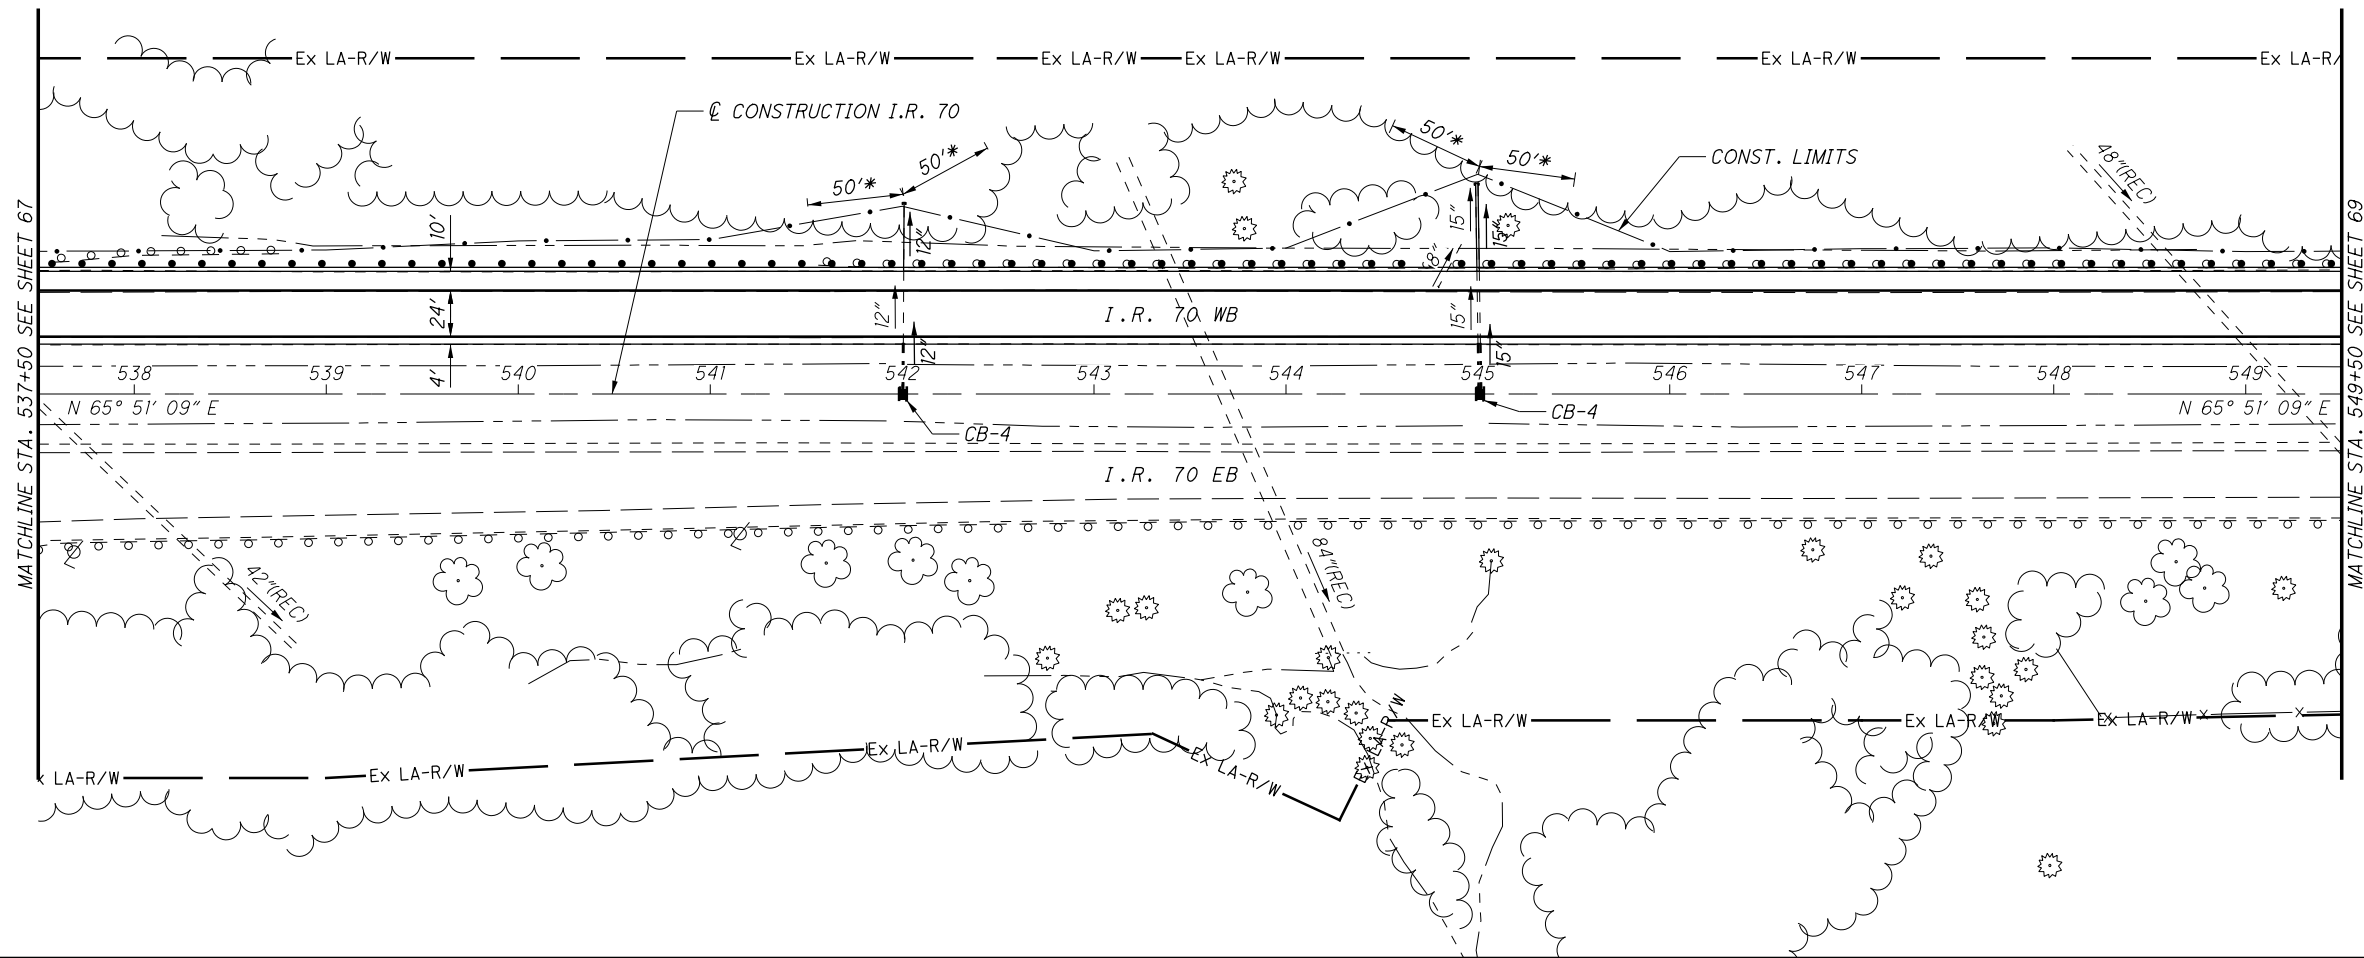 Ex LA-R/W
Ex LA-R/W
Ex LA-R/W
Ex LA-R/W
Ex LA-R/W
Ex LA-R/
℄ CONSTRUCTION I.R. 70
50'*
50'*
50'*
50'*
CONST. LIMITS
48"(REC)
MATCHLINE STA. 537+50 SEE SHEET 67
MATCHLINE STA. 549+50 SEE SHEET 69
10'
12"
15"
15"
24'
12"
12"
I.R. 70 WB
15"
15"
4'
538
539
540
541
542
543
544
545
546
547
548
549
N 65° 51' 09" E
N 65° 51' 09" E
CB-4
CB-4
I.R. 70 EB
42"(REC)
84"(REC)
x LA-R/W
Ex LA-R/W
Ex LA-R/W
Ex LA-R/W
Ex LA-R/W
Ex LA-R/W
Ex LA-R/W
Ex LA-R/W